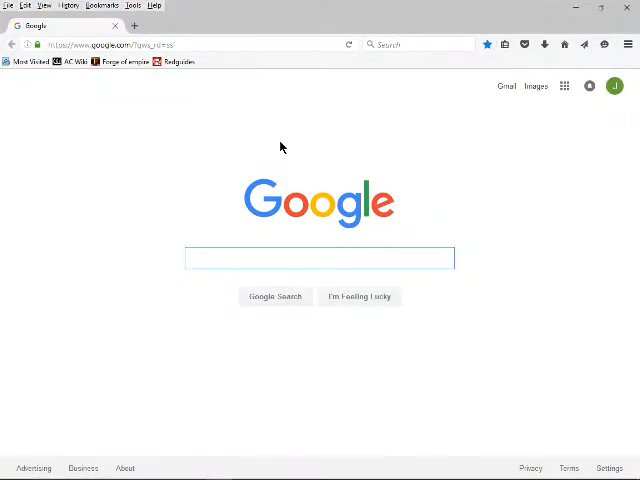 File Edit View History Bookmarks Tools Help
Google
https://www.google.com/?gws_rd=ssl Search
Most Visited AC Wiki Forge of empire Redguides
Gmail Images J
Google
Google Search I'm Feeling Lucky
Advertising Business About Privacy Terms Settings